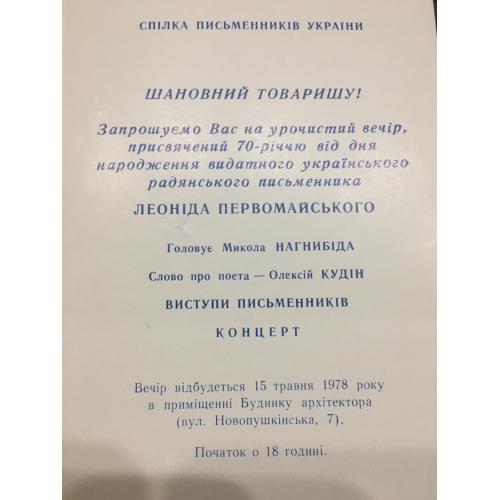 СПІЛКА ПИСЬМЕННИКІВ УКРАЇНИ
ШАНОВНИЙ ТОВАРИШУ!
Запрошуємо Вас на урочистий вечір,
присвячений 70-річчю від дня
народження видатного українського
радянського письменника
ЛЕОНІДА ПЕРВОМАЙСЬКОГО
Головує Микола НАГНИБІДА
Слово про поета — Олексій КУДІН
ВИСТУПИ ПИСЬМЕННИКІВ
КОНЦЕРТ
Вечір відбудеться 15 травня 1978 року
в приміщенні Будинку архітектора
(вул. Новопушкінська, 7).
Початок о 18 годині.